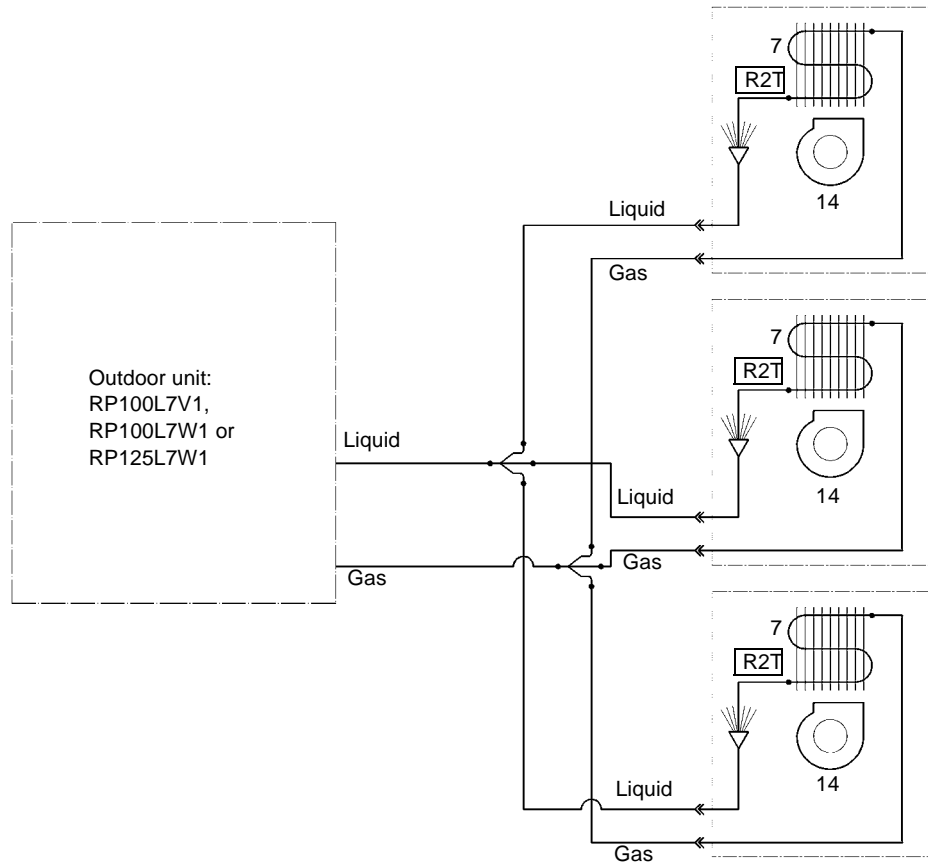 7
R2T
14
Liquid
Gas
Outdoor unit:
RP100L7V1,
RP100L7W1 or
RP125L7W1
Liquid
Gas
7
R2T
14
Liquid
Gas
7
R2T
14
Liquid
Gas